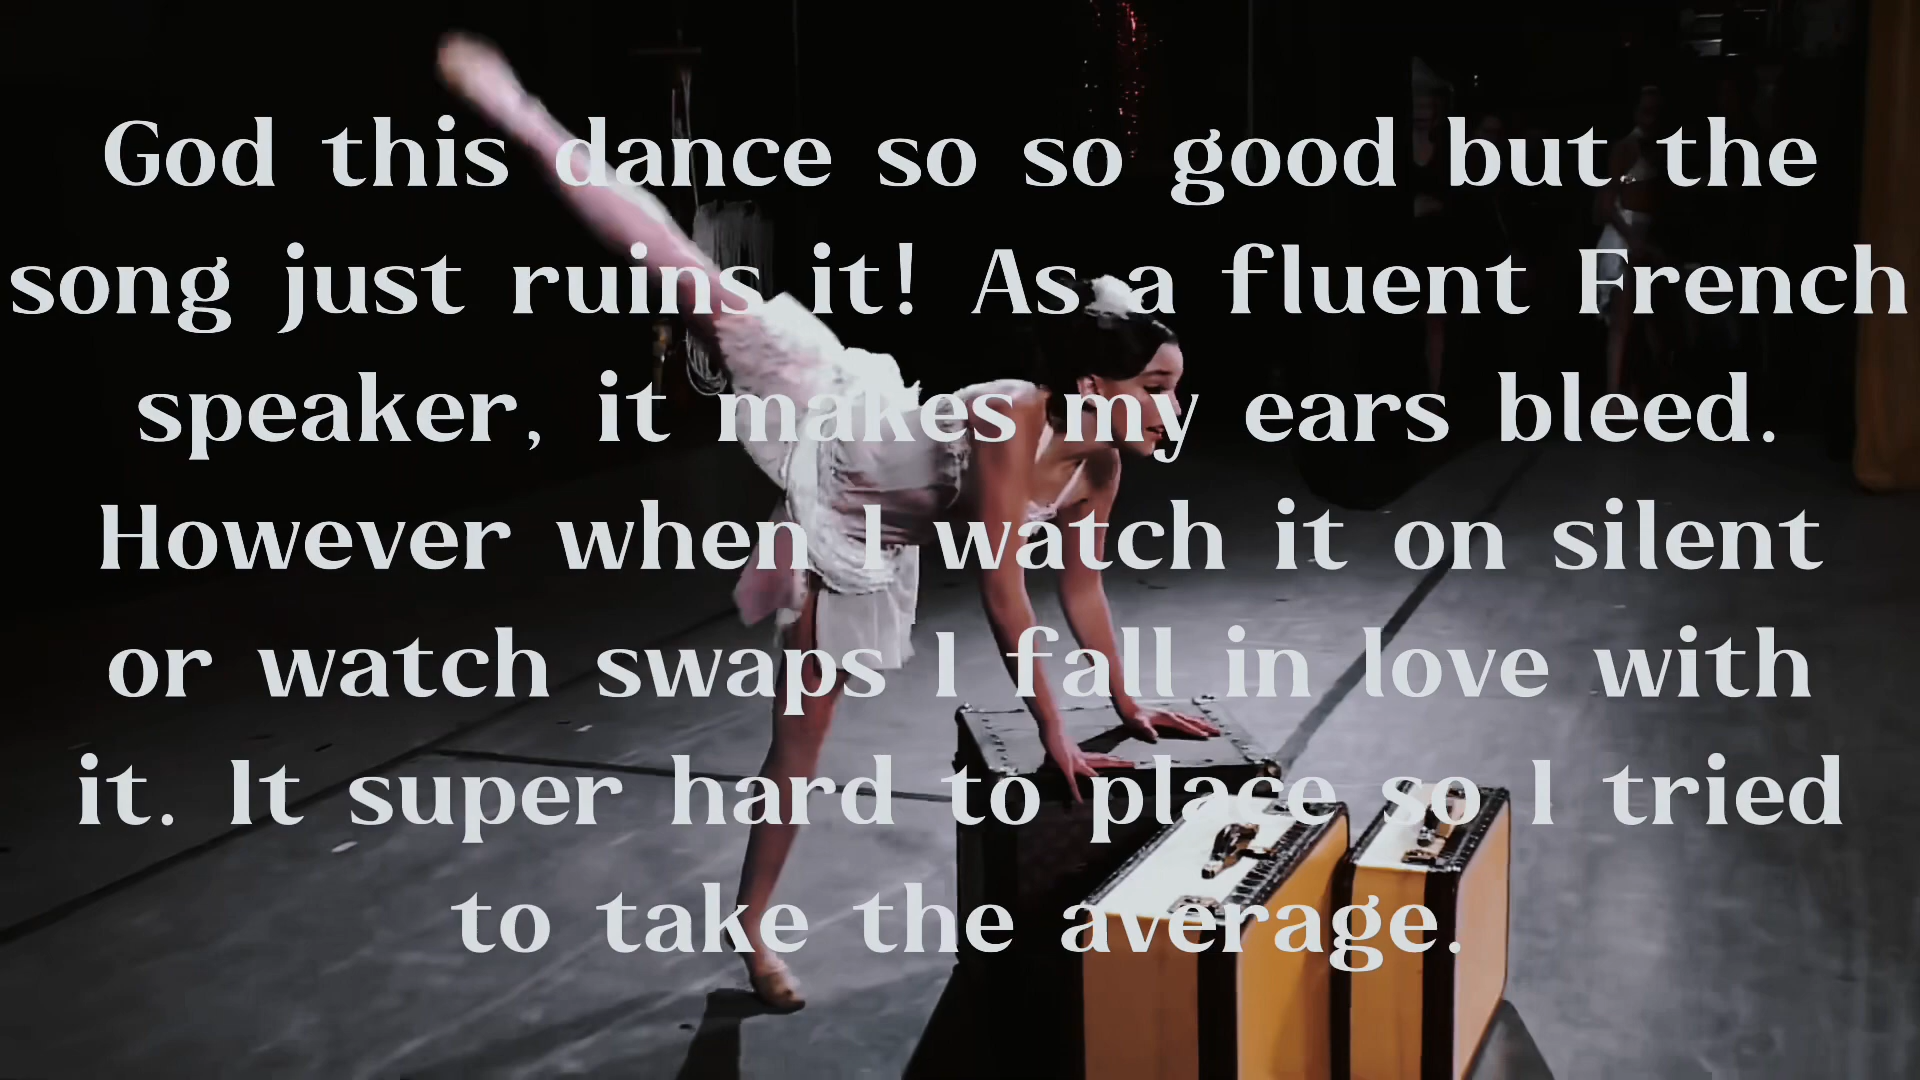 God this dance so so good but the
song just ruins it! As a fluent French
speaker, it makes my ears bleed.
However when I watch it on silent
or watch swaps I fall in love with
it. It super hard to place so I tried
to take the average.